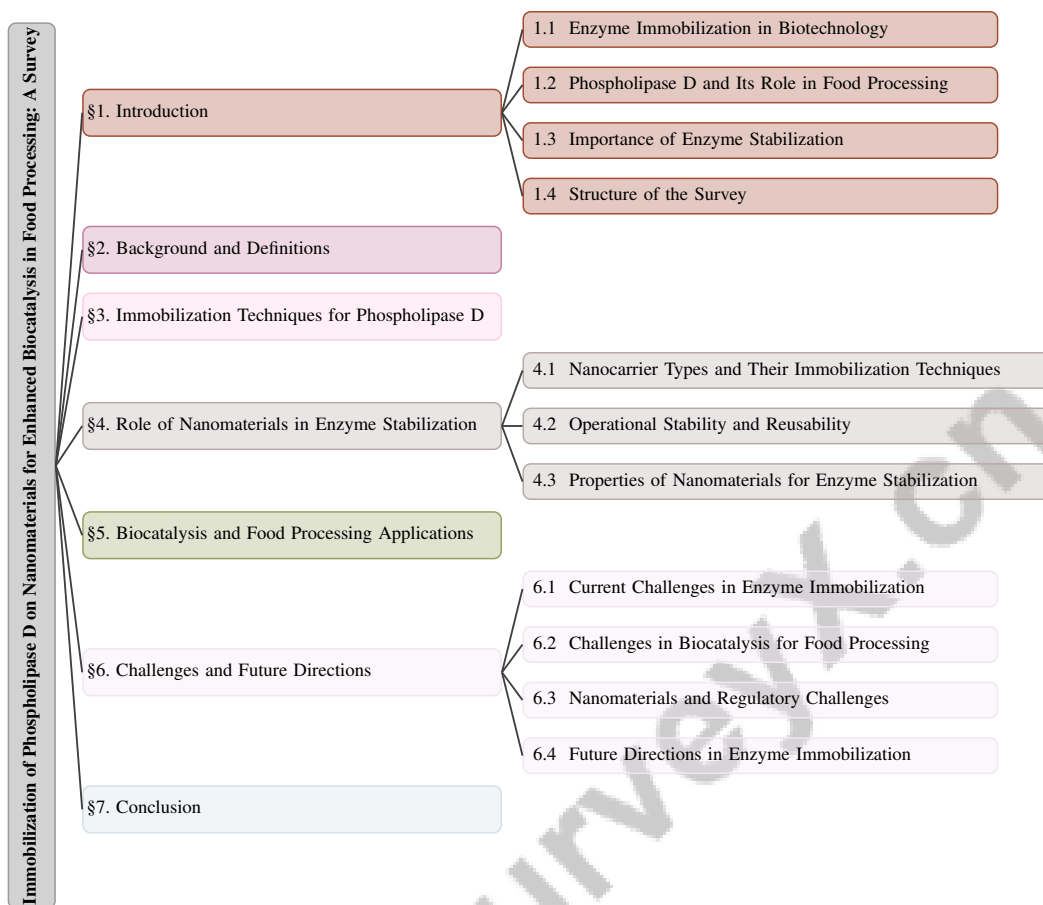 Immobilization of Phospholipase D on Nanomaterials for Enhanced Biocatalysis in Food Processing: A Survey
§1. Introduction
1.1 Enzyme Immobilization in Biotechnology
1.2 Phospholipase D and Its Role in Food Processing
1.3 Importance of Enzyme Stabilization
1.4 Structure of the Survey
§2. Background and Definitions
§3. Immobilization Techniques for Phospholipase D
§4. Role of Nanomaterials in Enzyme Stabilization
4.1 Nanocarrier Types and Their Immobilization Techniques
4.2 Operational Stability and Reusability
4.3 Properties of Nanomaterials for Enzyme Stabilization
§5. Biocatalysis and Food Processing Applications
§6. Challenges and Future Directions
6.1 Current Challenges in Enzyme Immobilization
6.2 Challenges in Biocatalysis for Food Processing
6.3 Nanomaterials and Regulatory Challenges
6.4 Future Directions in Enzyme Immobilization
§7. Conclusion
urveyx.cn